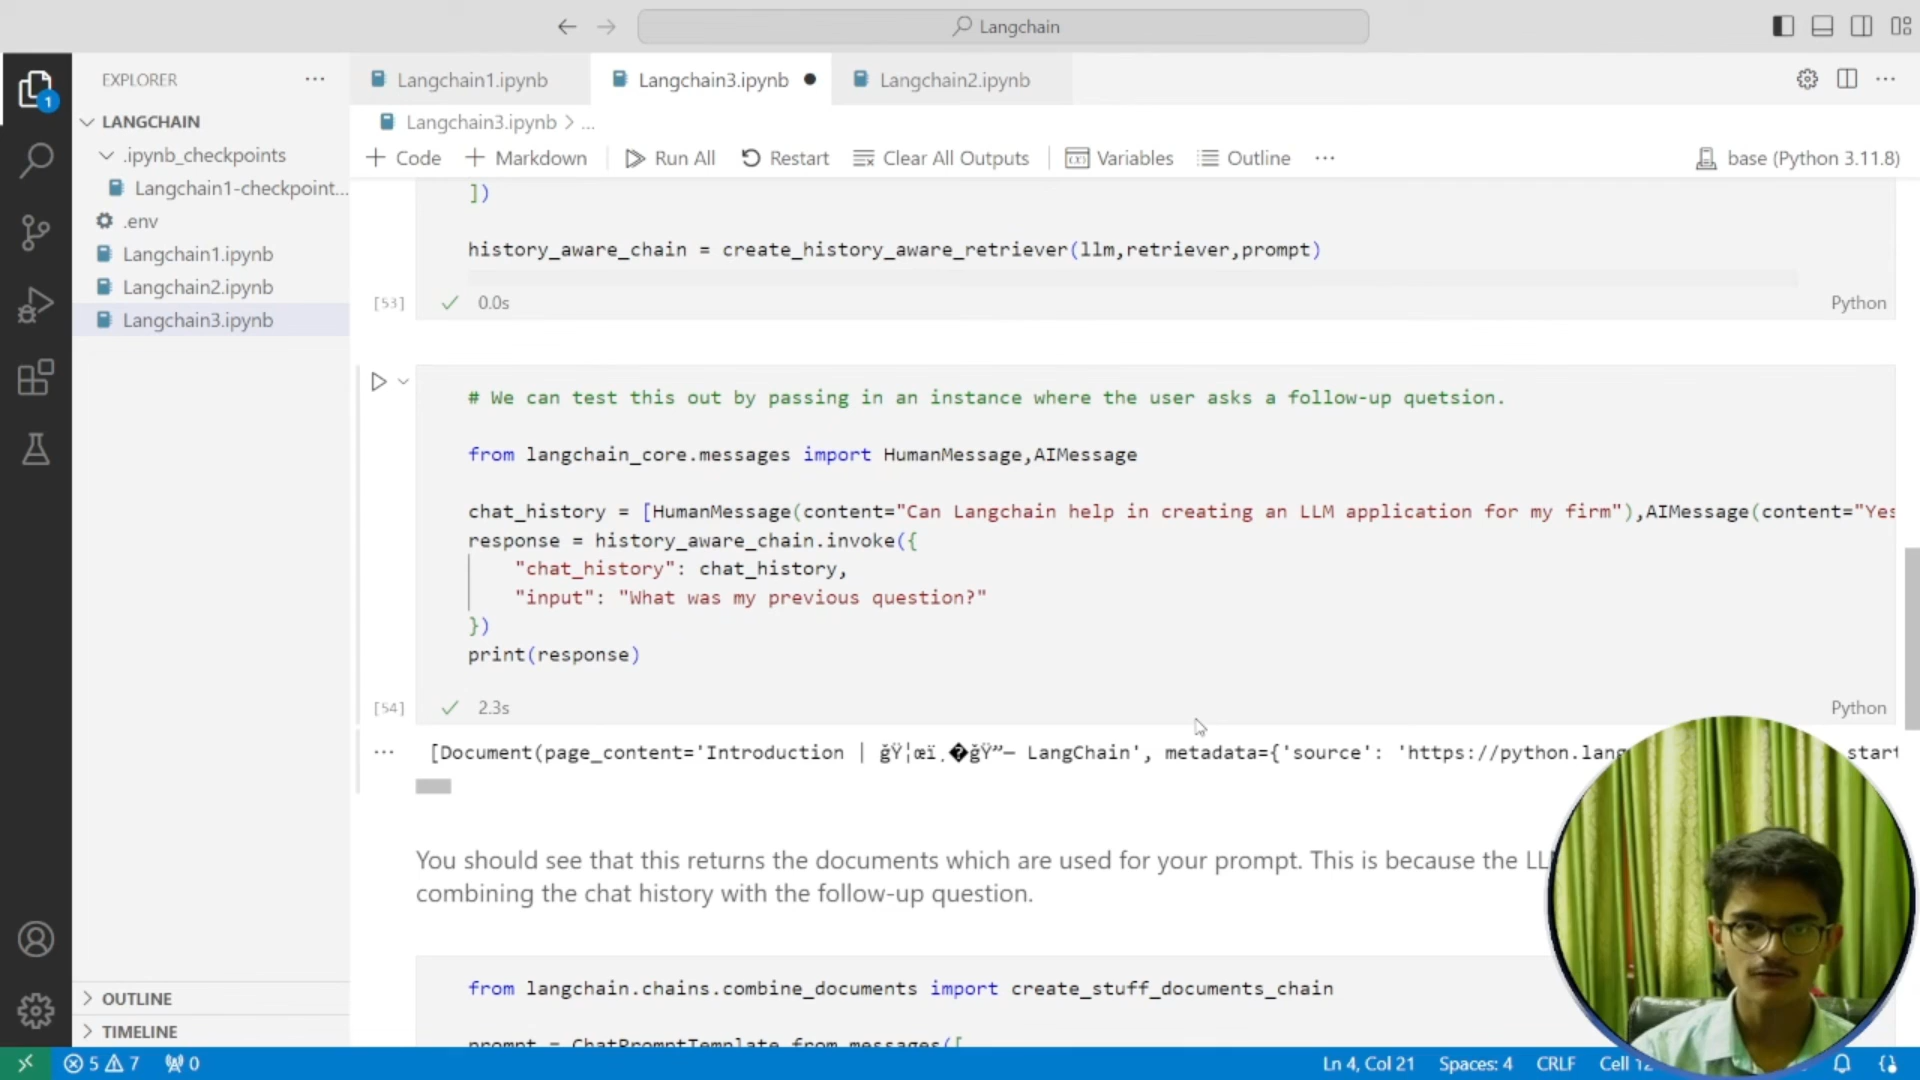 Langchain
EXPLORER
LANGCHAIN
.ipynb_checkpoints
Langchain1-checkpoint...
.env
Langchain1.ipynb
Langchain2.ipynb
Langchain3.ipynb
OUTLINE
TIMELINE
1
Langchain1.ipynb
Langchain3.ipynb
Langchain2.ipynb
Langchain3.ipynb > ...
+ Code + Markdown Run All Restart Clear All Outputs Variables Outline ... base (Python 3.11.8)
])
history_aware_chain = create_history_aware_retriever(llm,retriever,prompt)
[53] 0.0s Python
# We can test this out by passing in an instance where the user asks a follow-up quetsion.
from langchain_core.messages import HumanMessage,AIMessage
chat_history = [HumanMessage(content="Can Langchain help in creating an LLM application for my firm"),AIMessage(content="Yes
response = history_aware_chain.invoke({
"chat_history": chat_history,
"input": "What was my previous question?"
})
print(response)
[54] 2.3s Python
[Document(page_content='Introduction | LangChain', metadata={'source': 'https://python.lang start
You should see that this returns the documents which are used for your prompt. This is because the LL
combining the chat history with the follow-up question.
from langchain.chains.combine_documents import create_stuff_documents_chain
prompt = ChatPromptTemplate.from_messages([
5 7 0 Ln 4, Col 21 Spaces: 4 CRLF Cell 12